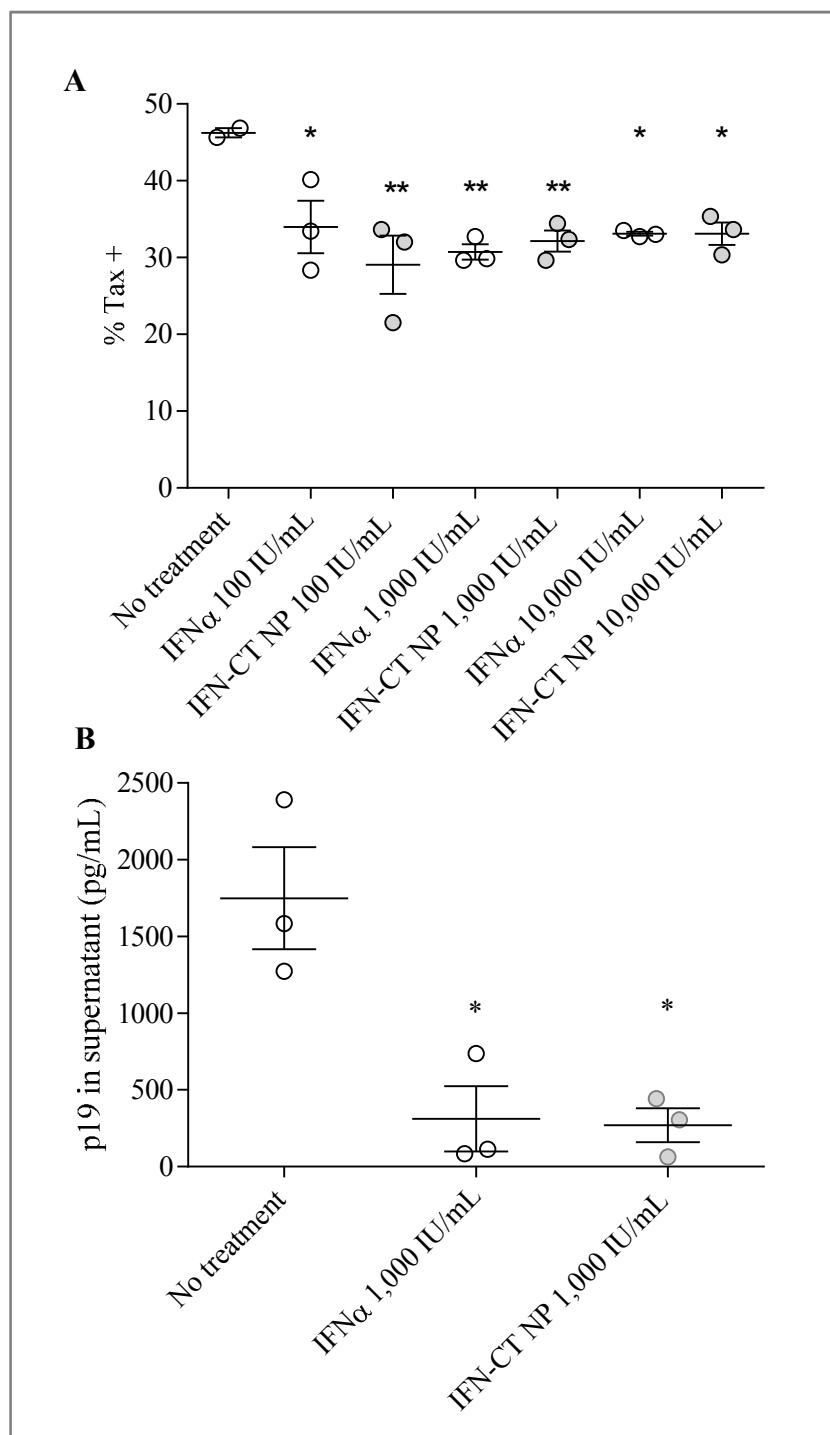 A
50
40
30
20
10
0
% Tax +
*
**
**
**
*
*
No treatment
IFNα 100 IU/mL
IFN-CT NP 100 IU/mL
IFNα 1,000 IU/mL
IFN-CT NP 1,000 IU/mL
IFNα 10,000 IU/mL
IFN-CT NP 10,000 IU/mL
B
2500
2000
1500
1000
500
0
p19 in supernatant (pg/mL)
*
*
No treatment
IFNα 1,000 IU/mL
IFN-CT NP 1,000 IU/mL